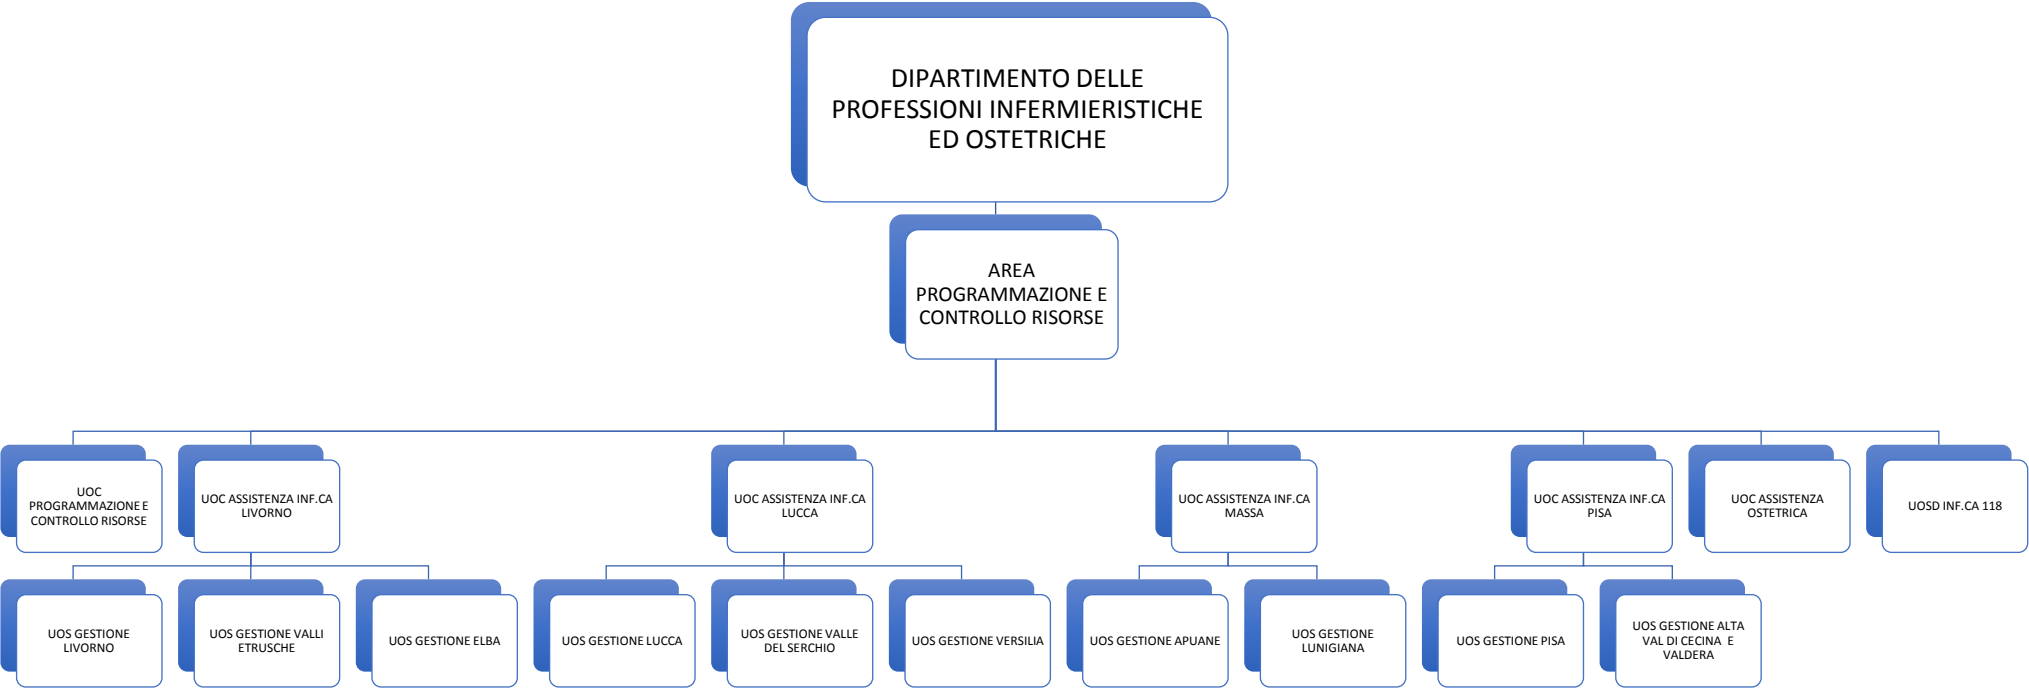 DIPARTIMENTO DELLE
PROFESSIONI INFERMIERISTICHE
ED OSTETRICHE
AREA
PROGRAMMAZIONE E
CONTROLLO RISORSE
UOC
PROGRAMMAZIONE E
CONTROLLO RISORSE
UOC ASSISTENZA INF.CA
LIVORNO
UOC ASSISTENZA INF.CA
LUCCA
UOC ASSISTENZA INF.CA
MASSA
UOC ASSISTENZA INF.CA
PISA
UOC ASSISTENZA
OSTETRICA
UOSD INF.CA 118
UOS GESTIONE
LIVORNO
UOS GESTIONE VALLI
ETRUSCHE
UOS GESTIONE ELBA
UOS GESTIONE LUCCA
UOS GESTIONE VALLE
DEL SERCHIO
UOS GESTIONE VERSILIA
UOS GESTIONE APUANE
UOS GESTIONE
LUNIGIANA
UOS GESTIONE PISA
UOS GESTIONE ALTA
VAL DI CECINA E
VALDERA